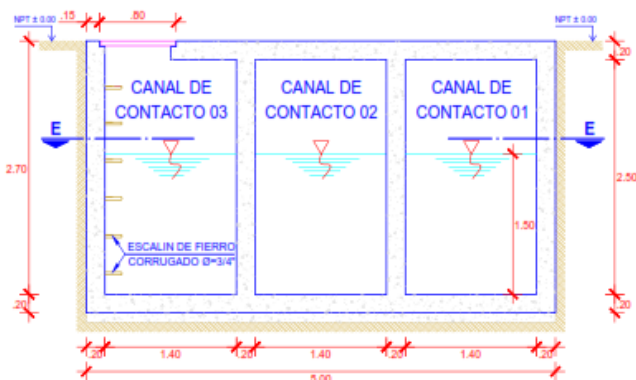 .15
.60
NPT ± 0.00
NPT ± 0.00
.20
CANAL DE
CONTACTO 03
CANAL DE
CONTACTO 02
CANAL DE
CONTACTO 01
E
E
2.70
2.50
1.50
ESCALIN DE FIERRO
CORRUGADO Ø=3/4"
.20
.20
.20
1.40
.20
1.40
.20
1.40
.20
5.00